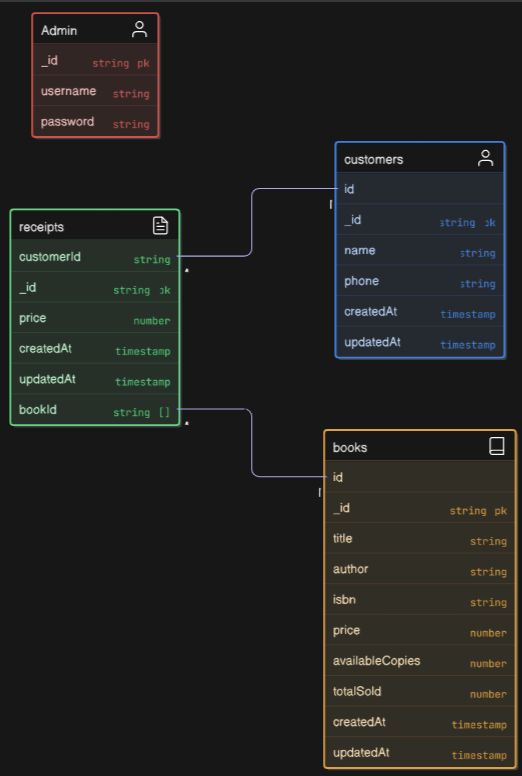 Admin
_id string pk
username string
password string
customers
id
_id string pk
name string
phone string
createdAt timestamp
updatedAt timestamp
receipts
customerId string
_id string pk
price number
createdAt timestamp
updatedAt timestamp
bookId string []
books
id
_id string pk
title string
author string
isbn string
price number
availableCopies number
totalSold number
createdAt timestamp
updatedAt timestamp